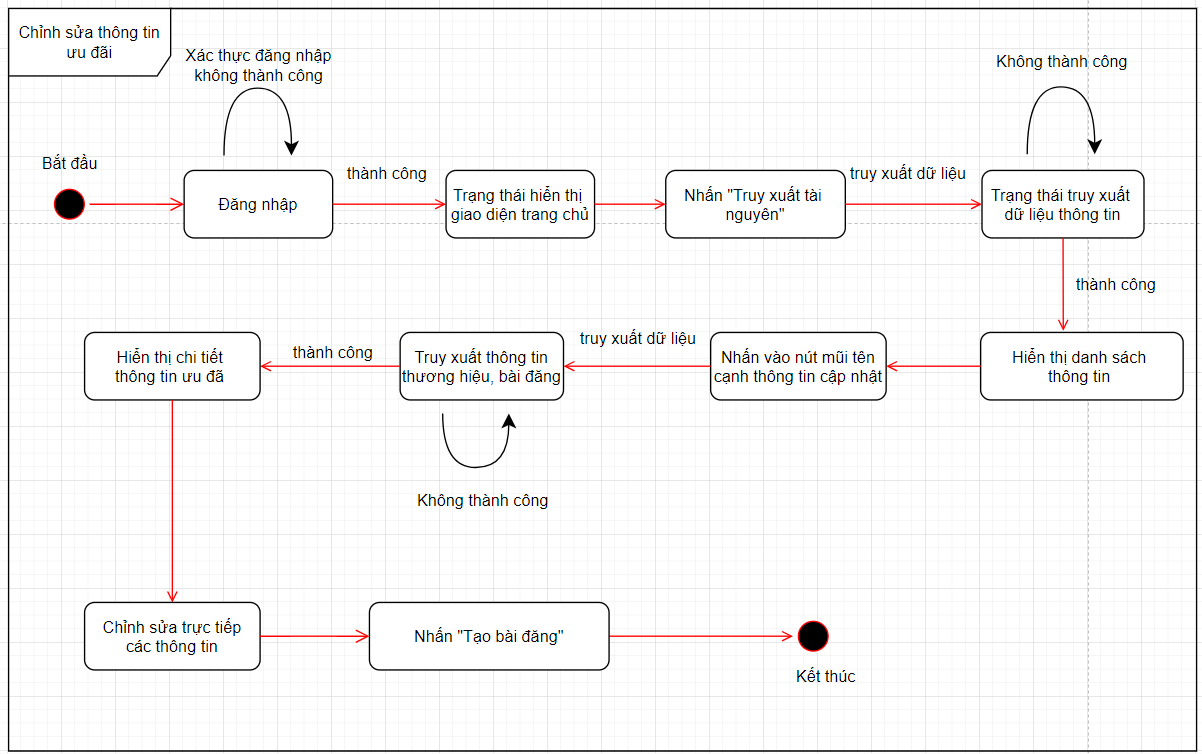 Chỉnh sửa thông tin
ưu đãi
Xác thực đăng nhập
không thành công
Không thành công
Bắt đầu
thành công
truy xuất dữ liệu
Đăng nhập
Trạng thái hiển thị
giao diện trang chủ
Nhấn "Truy xuất tài
nguyên"
Trạng thái truy xuất
dữ liệu thông tin
thành công
Hiển thị chi tiết
thông tin ưu đã
thành công
Truy xuất thông tin
thương hiệu, bài đăng
truy xuất dữ liệu
Nhấn vào nút mũi tên
cạnh thông tin cập nhật
Hiển thị danh sách
thông tin
Không thành công
Chỉnh sửa trực tiếp
các thông tin
Nhấn "Tạo bài đăng"
Kết thúc